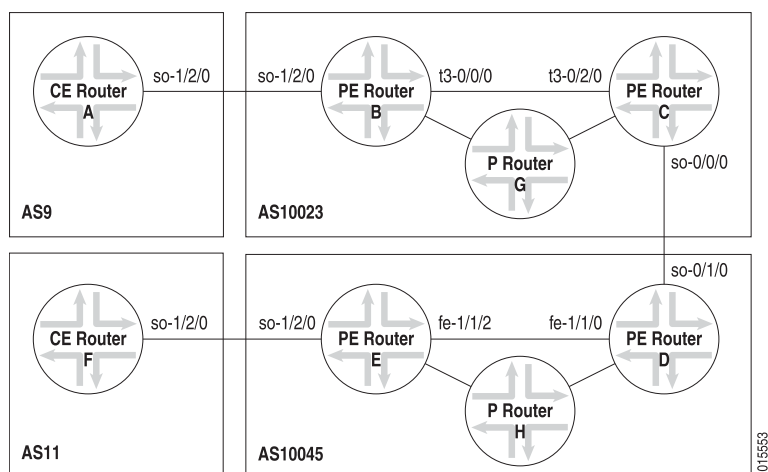 CE Router
A
so-1/2/0
so-1/2/0
PE Router
B
t3-0/0/0
t3-0/2/0
PE Router
C
P Router
G
so-0/0/0
AS9
AS10023
so-0/1/0
CE Router
F
so-1/2/0
so-1/2/0
PE Router
E
fe-1/1/2
fe-1/1/0
PE Router
D
P Router
H
AS11
AS10045
015553